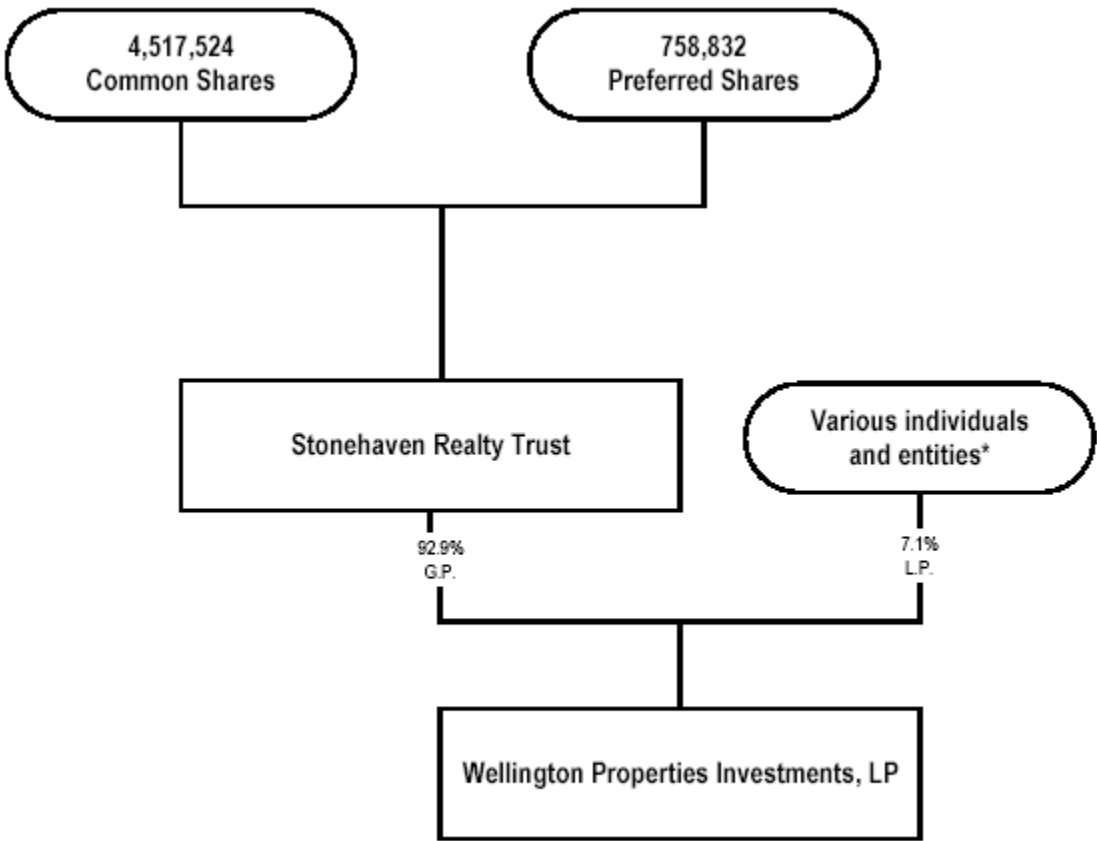 4,517,524
Common Shares
758,832
Preferred Shares
Stonehaven Realty Trust
Various individuals
and entities*
92.9%
G.P.
7.1%
L.P.
Wellington Properties Investments, LP